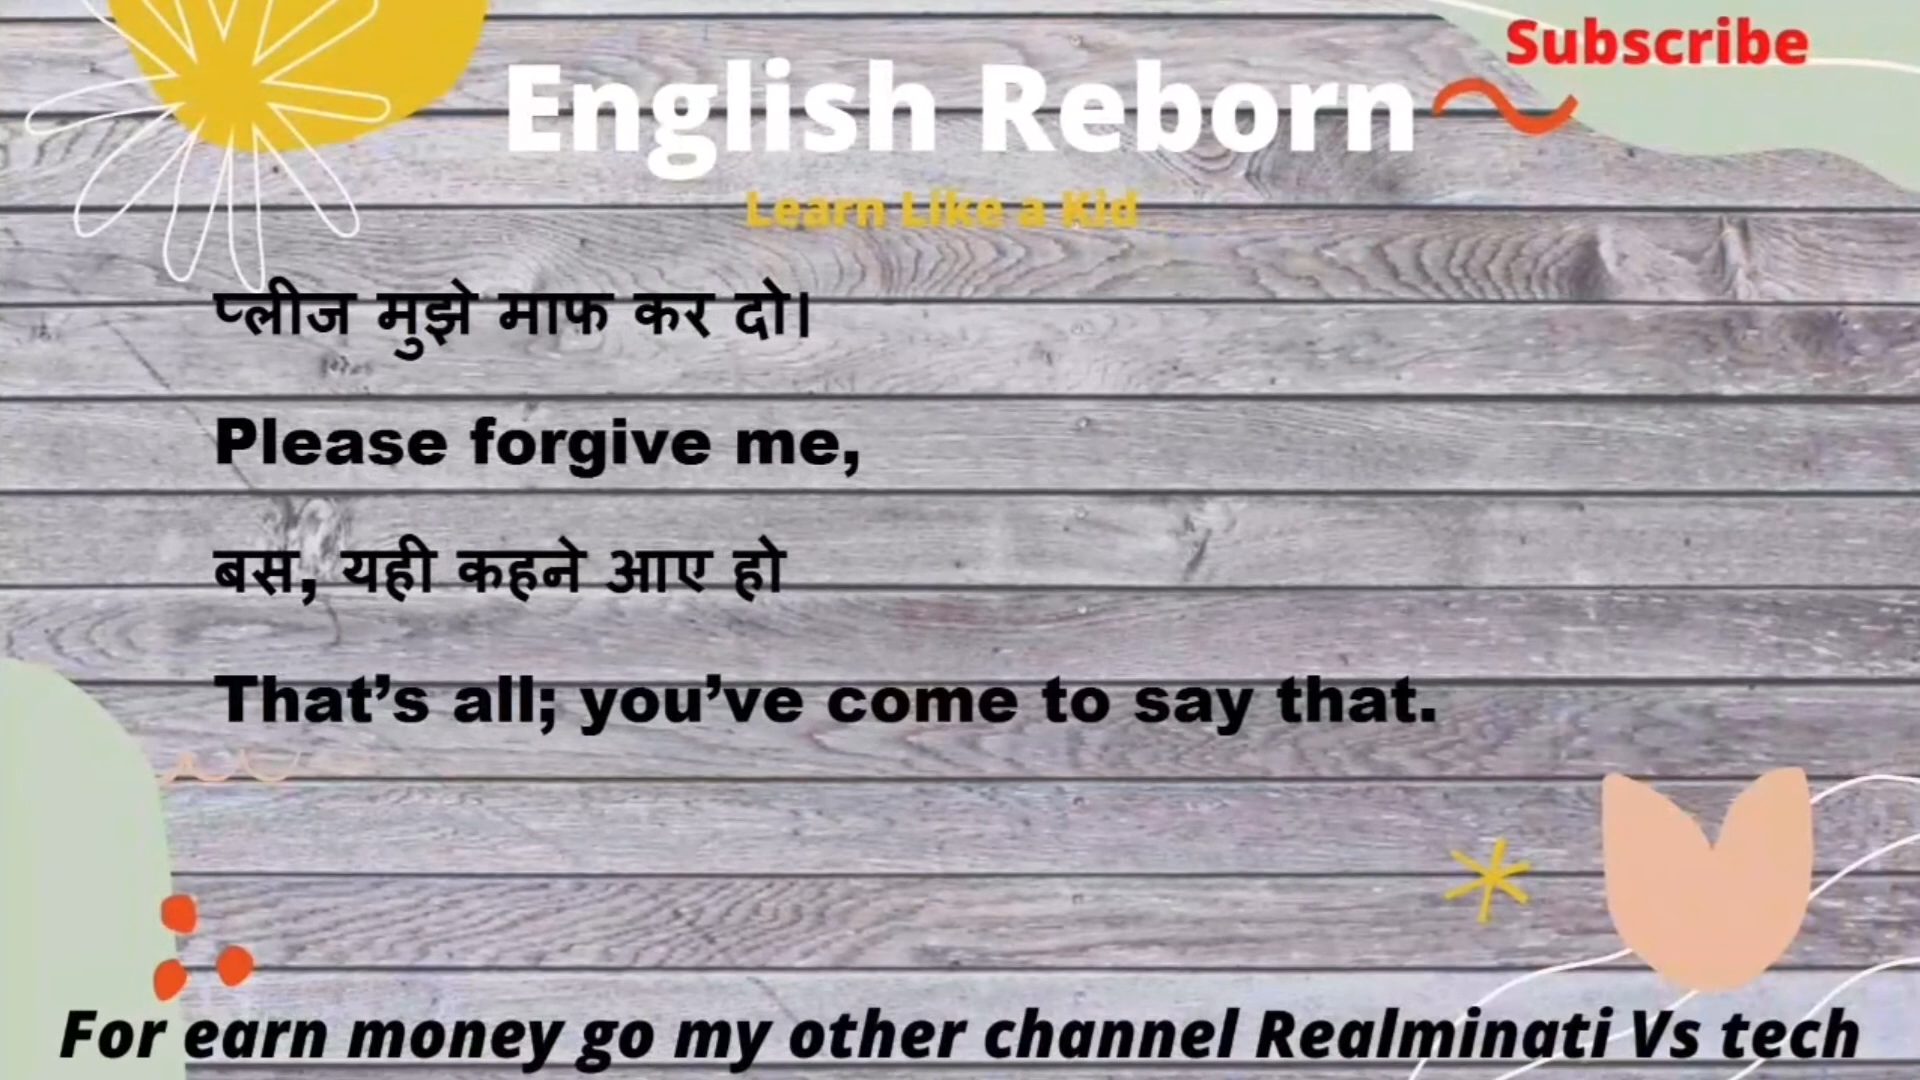 Subscribe
English Reborn
Learn Like a Kid
प्लीज मुझे माफ कर दो।
Please forgive me,
बस, यही कहने आए हो
That’s all; you’ve come to say that.
For earn money go my other channel Realminati Vs tech